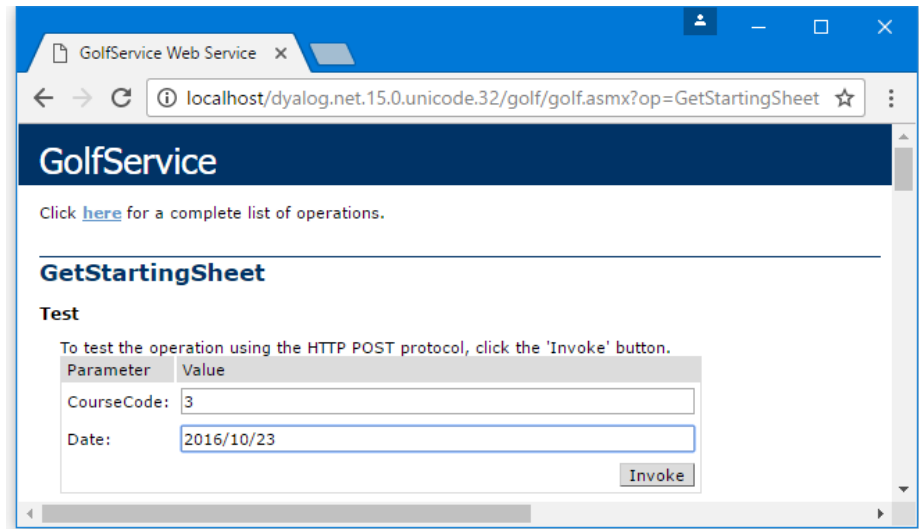 GolfService Web Service
localhost/dyalog.net.15.0.unicode.32/golf/golf.asmx?op=GetStartingSheet
GolfService
Click here for a complete list of operations.
GetStartingSheet
Test
To test the operation using the HTTP POST protocol, click the 'Invoke' button.
Parameter Value
CourseCode: 3
Date: 2016/10/23
Invoke